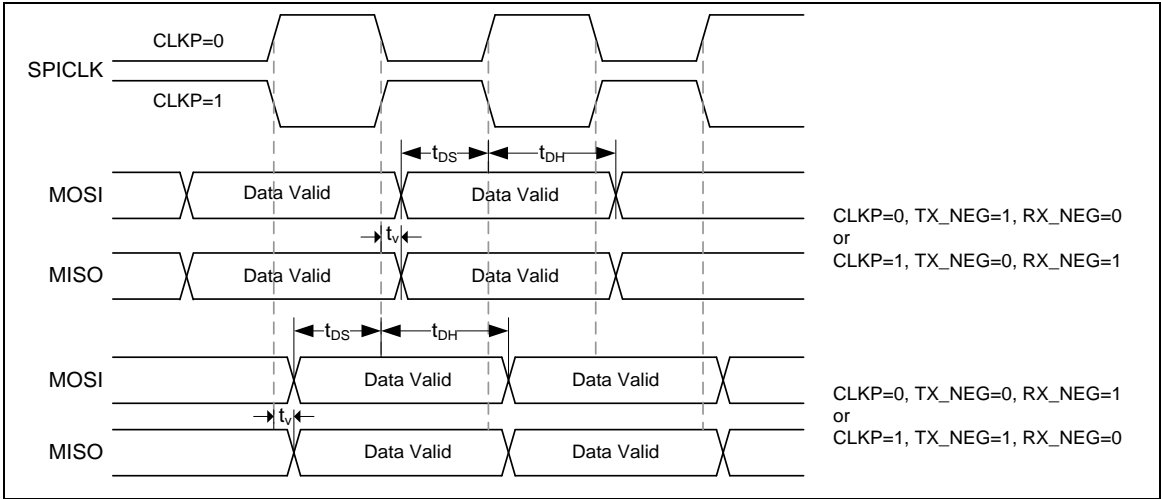 CLKP=0
SPICLK
CLKP=1
tDS tDH
MOSI Data Valid Data Valid
CLKP=0, TX_NEG=1, RX_NEG=0
or
CLKP=1, TX_NEG=0, RX_NEG=1
tv
MISO Data Valid Data Valid
tDS tDH
MOSI Data Valid Data Valid
CLKP=0, TX_NEG=0, RX_NEG=1
or
CLKP=1, TX_NEG=1, RX_NEG=0
tv
MISO Data Valid Data Valid